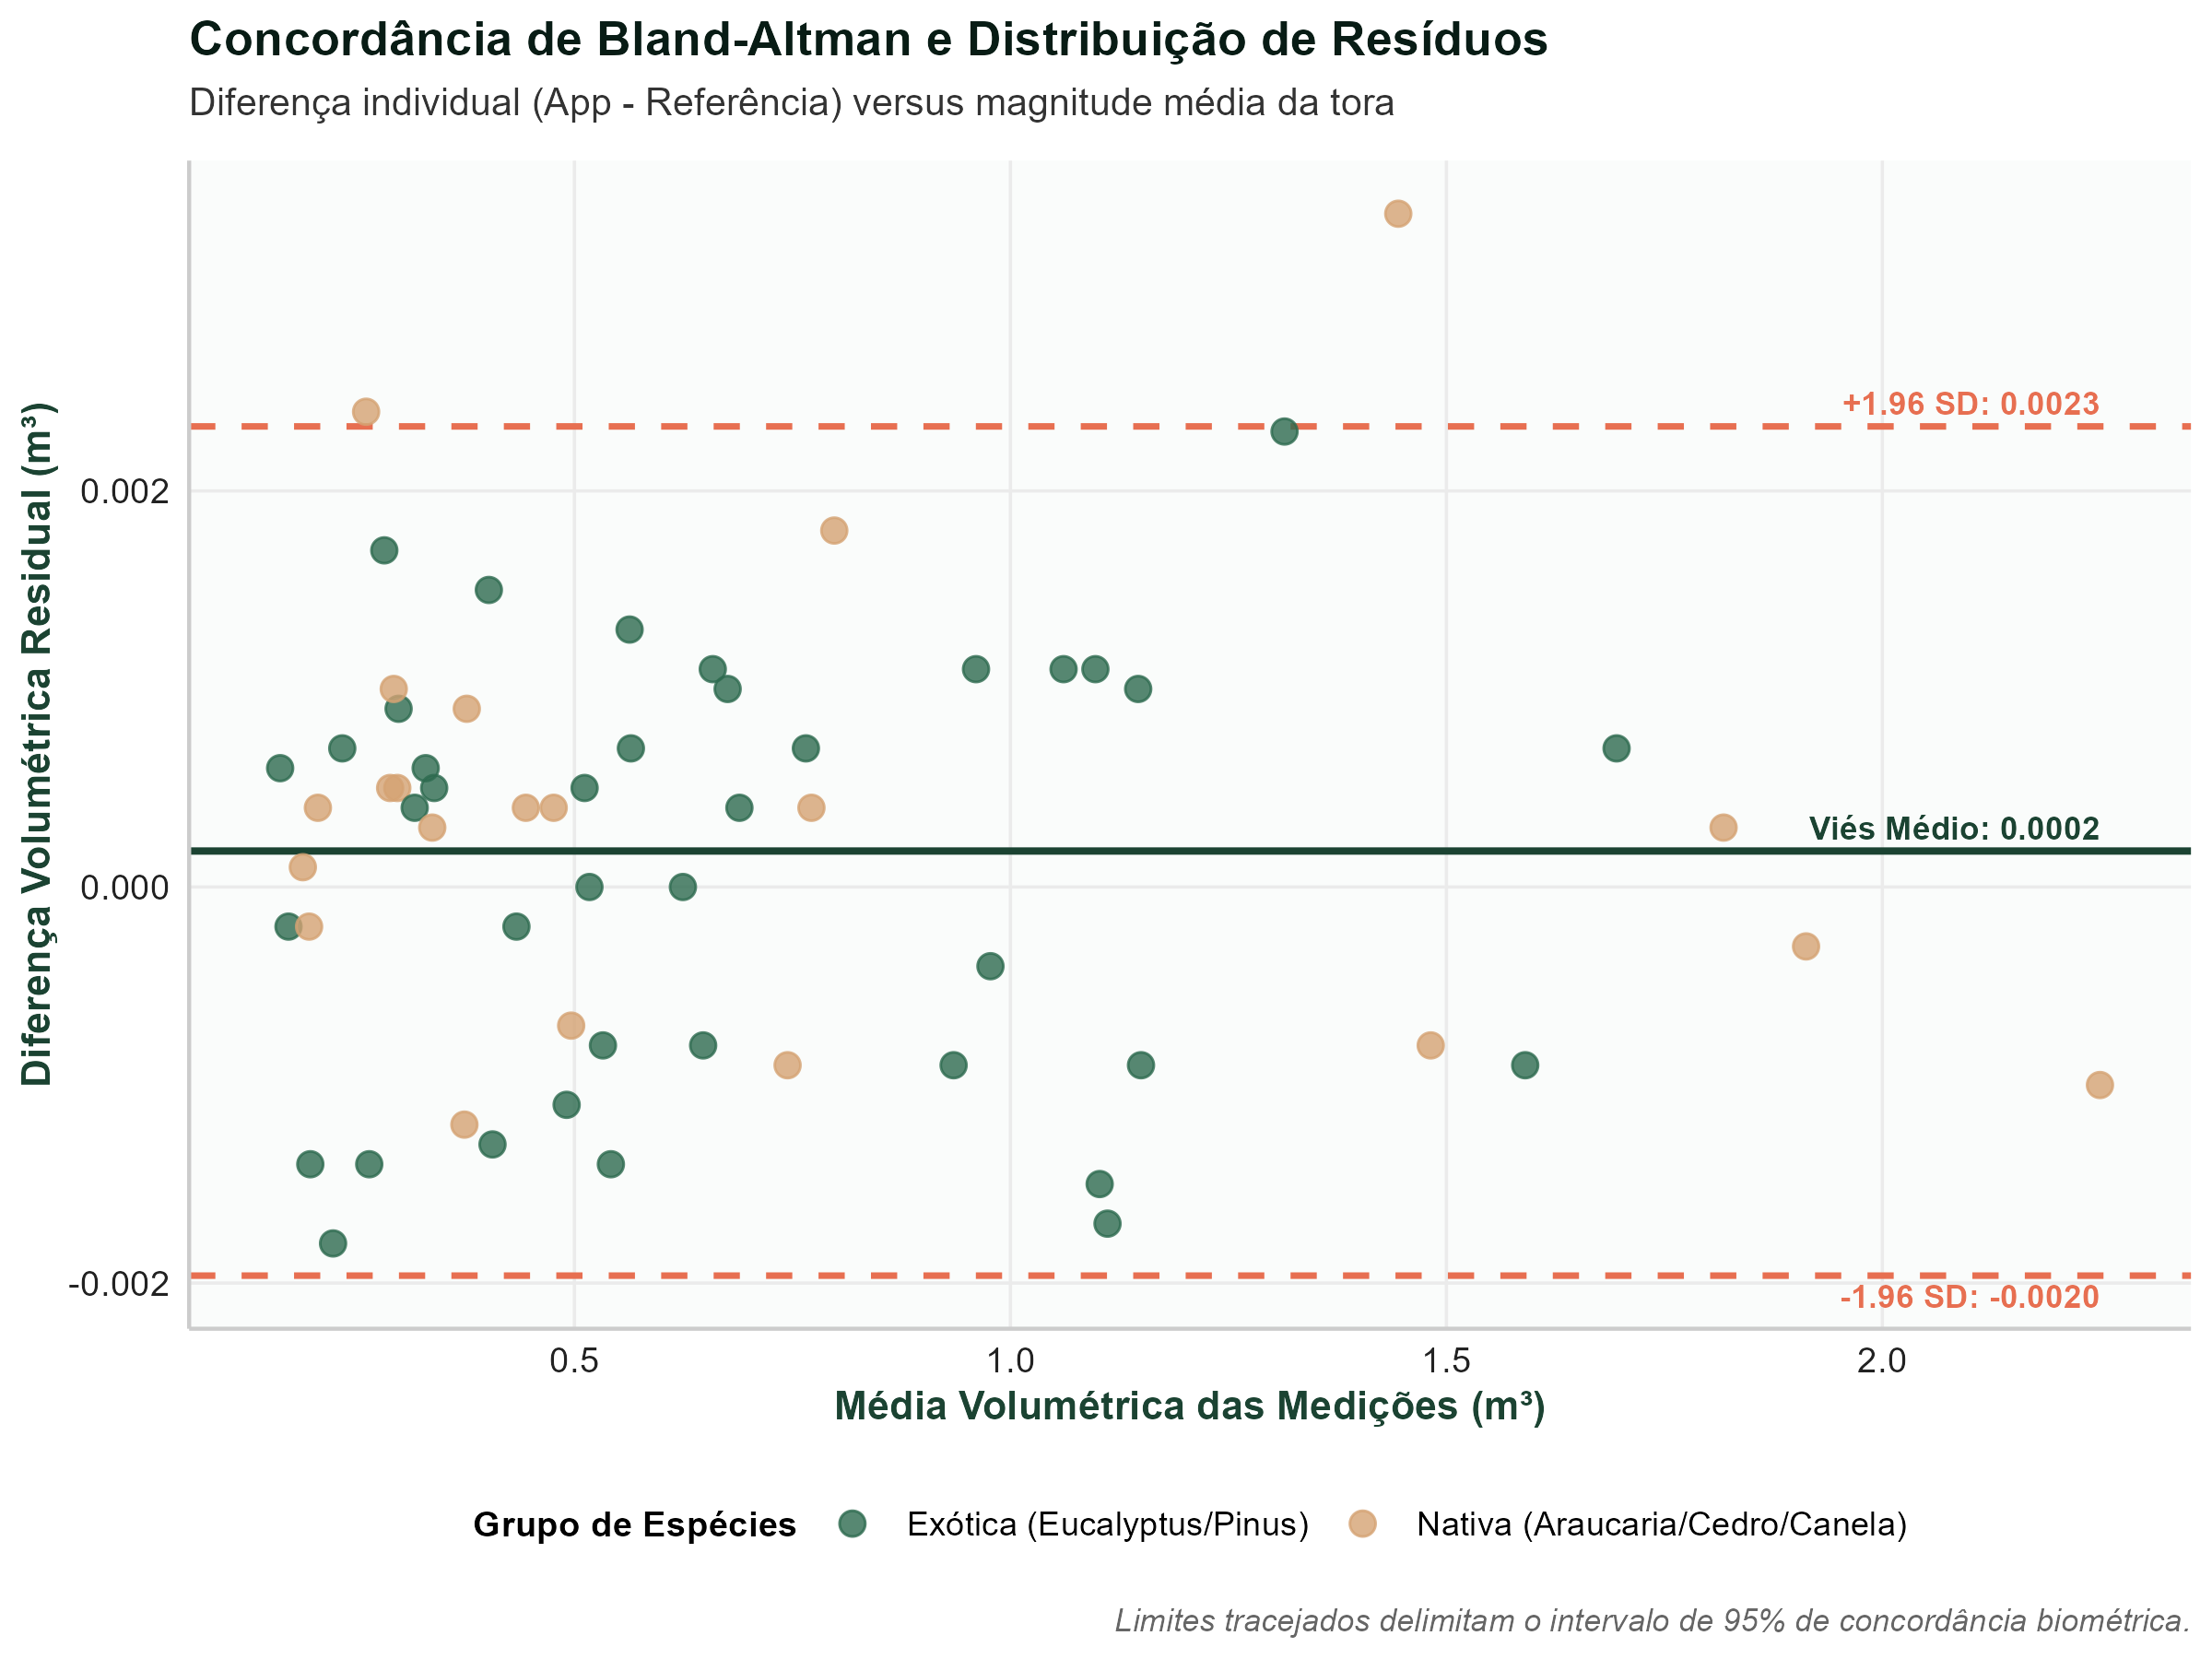 Concordância de Bland-Altman e Distribuição de Resíduos
Diferença individual (App - Referência) versus magnitude média da tora
Diferença Volumétrica Residual (m³)
+1.96 SD: 0.0023
0.002
Viés Médio: 0.0002
0.000
-0.002
-1.96 SD: -0.0020
0.5 1.0 1.5 2.0
Média Volumétrica das Medições (m³)
Grupo de Espécies Exótica (Eucalyptus/Pinus) Nativa (Araucaria/Cedro/Canela)
Limites tracejados delimitam o intervalo de 95% de concordância biométrica.